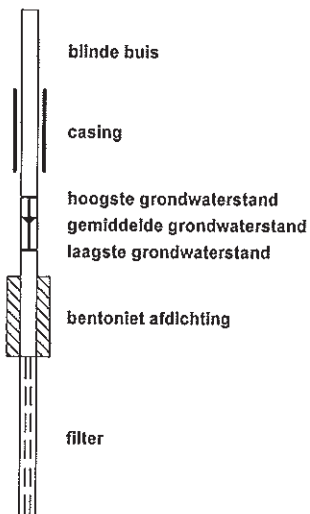 blinde buis
casing
hoogste grondwaterstand
gemiddelde grondwaterstand
laagste grondwaterstand
bentoniet afdichting
filter